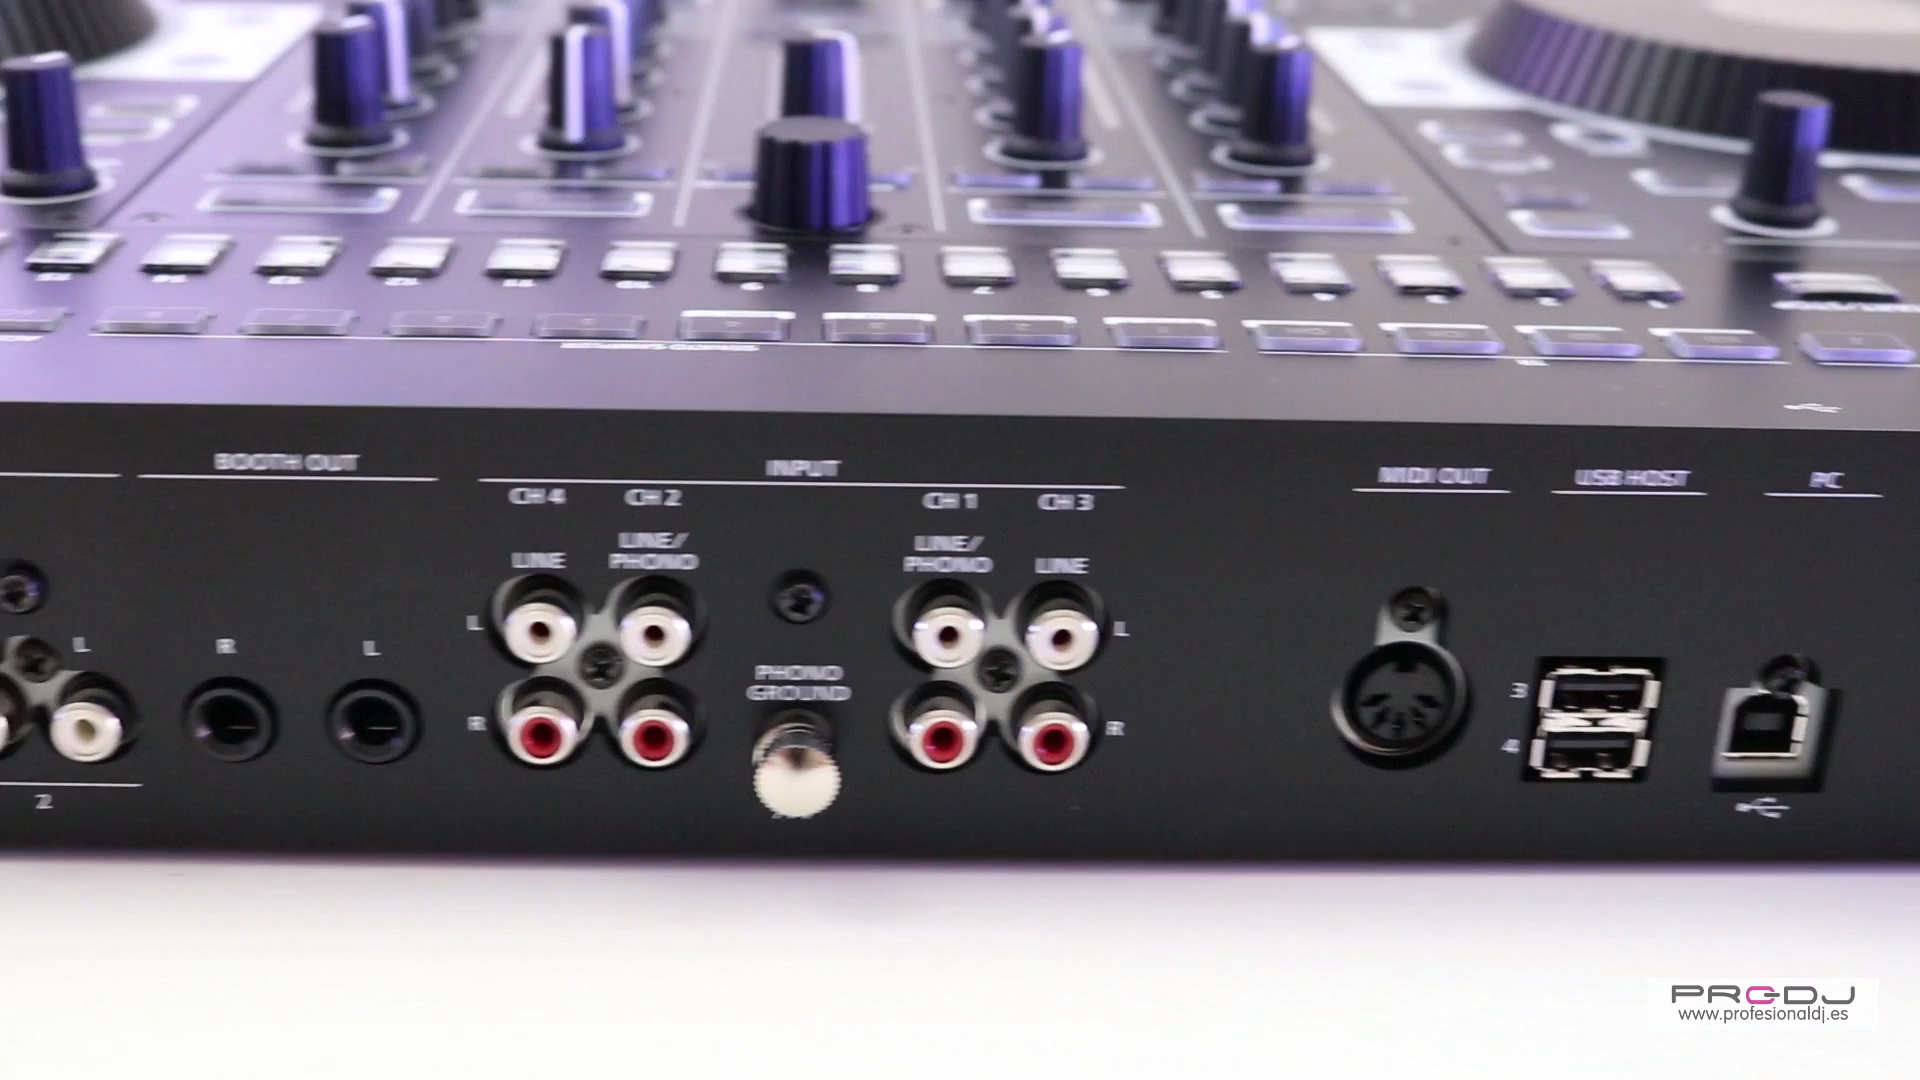 BOOTH OUT
INPUT
MIDI OUT
USB HOST
PC
CH 4
CH 2
CH 1
CH 3
LINE
LINE/
PHONO
LINE/
PHONO
LINE
L
R
L
L
L
PHONO
GROUND
3
4
R
R
2
PRODJ
www.profesionaldj.es